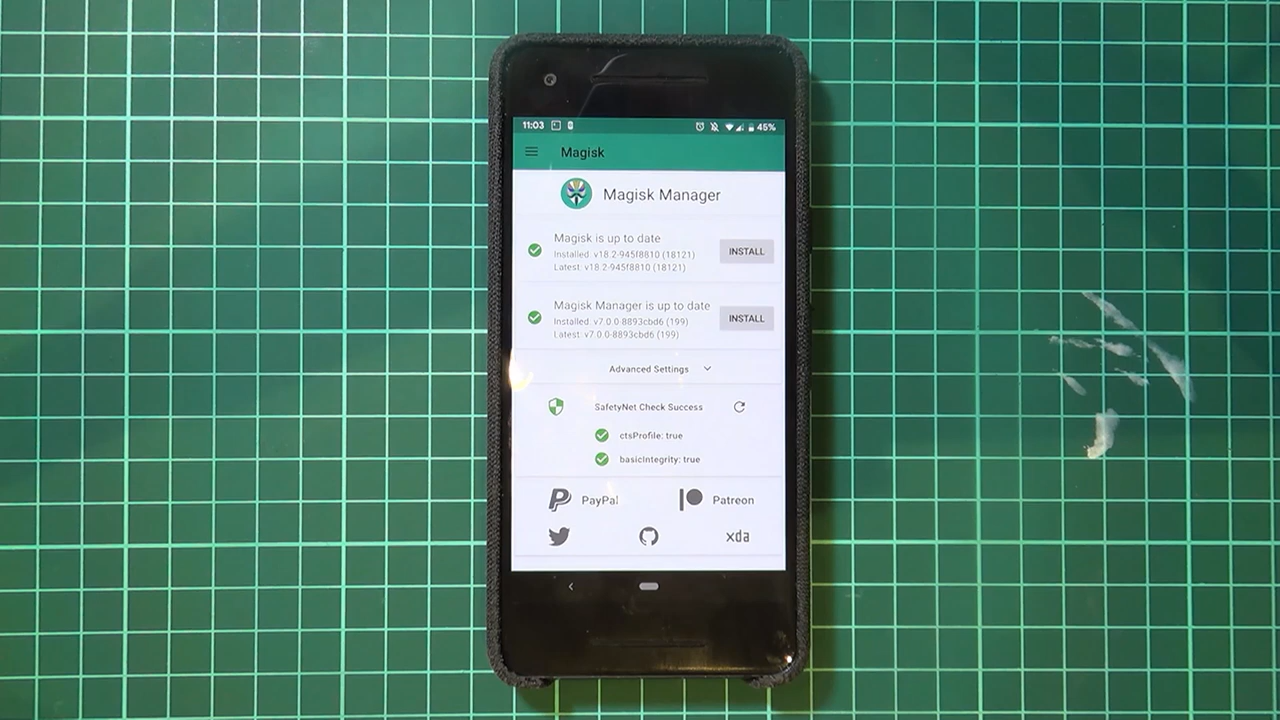 11:03 45%
Magisk
Magisk Manager
Magisk is up to date
Installed: v18.2-945f8810 (18121)
Latest: v18.2-945f8810 (18121)
INSTALL
Magisk Manager is up to date
Installed: v7.0.0-8893cbd6 (199)
Latest: v7.0.0-8893cbd6 (199)
INSTALL
Advanced Settings
SafetyNet Check Success
ctsProfile: true
basicIntegrity: true
PayPal Patreon
xda